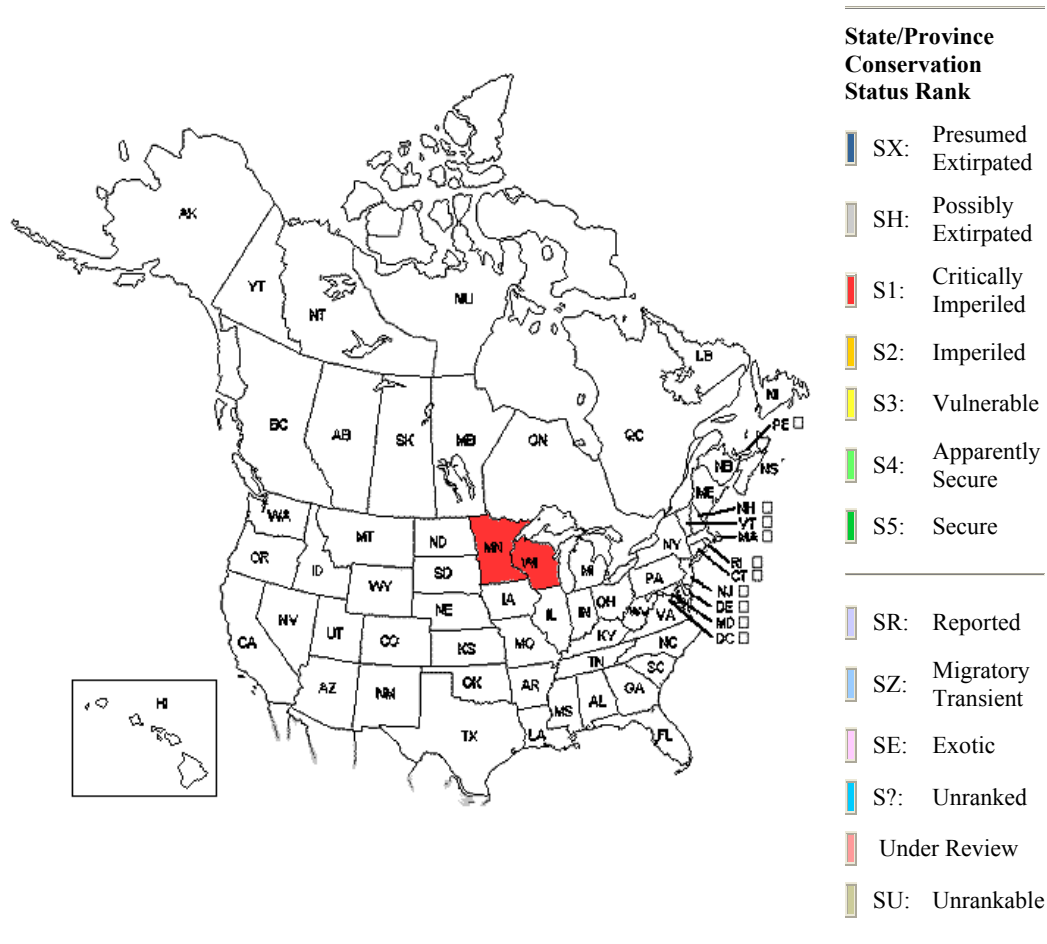 State/Province
Conservation
Status Rank
SX: Presumed
Extirpated
SH: Possibly
Extirpated
S1: Critically
Imperiled
S2: Imperiled
S3: Vulnerable
S4: Apparently
Secure
S5: Secure
SR: Reported
SZ: Migratory
Transient
SE: Exotic
S?: Unranked
Under Review
SU: Unrankable
AK
YT
NT
NU
LB
NF
BC
AB
SK
MB
ON
QC
PE
NB
NS
ME
NH
VT
MA
WA
MT
ND
MN
WI
MI
NY
RI
CT
OR
ID
SD
WY
PA
NJ
DE
MD
DC
NE
IA
IL
IN
OH
WV
VA
NV
UT
CO
KS
MO
KY
NC
CA
TN
SC
AZ
NM
OK
AR
MS
AL
GA
TX
LA
FL
HI